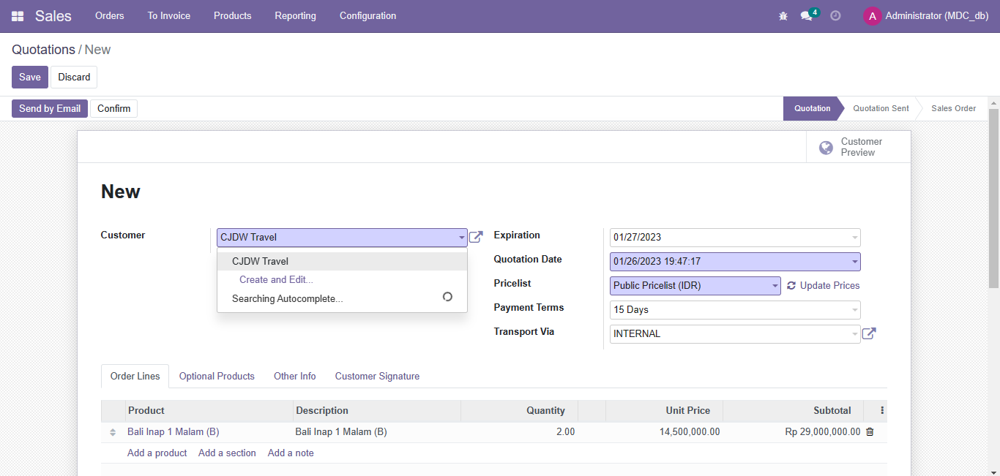 Sales Orders To Invoice Products Reporting Configuration 4 A Administrator (MDC_db)
Quotations / New
Save Discard
Send by Email Confirm Quotation Quotation Sent Sales Order
Customer
Preview
New
Customer CJDW Travel Expiration 01/27/2023
CJDW Travel Quotation Date 01/26/2023 19:47:17
Create and Edit... Pricelist Public Pricelist (IDR) Update Prices
Searching Autocomplete... Payment Terms 15 Days
Transport Via INTERNAL
Order Lines Optional Products Other Info Customer Signature
Product Description Quantity Unit Price Subtotal
Bali Inap 1 Malam (B) Bali Inap 1 Malam (B) 2.00 14,500,000.00 Rp 29,000,000.00
Add a product Add a section Add a note